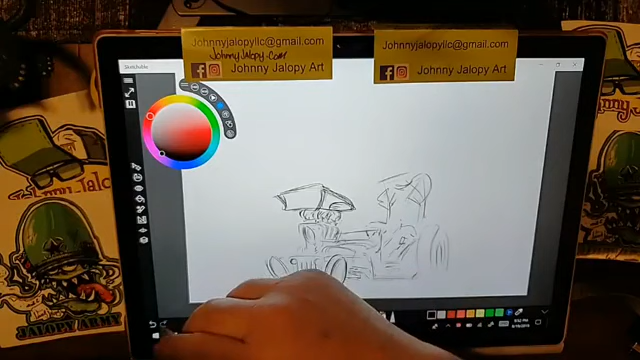 Sketchable
Johnnyjalopyllc@gmail.com
JohnnyJalopy.com
Johnny Jalopy Art
Johnnyjalopyllc@gmail.com
Johnny Jalopy Art
JALOPY ARMY